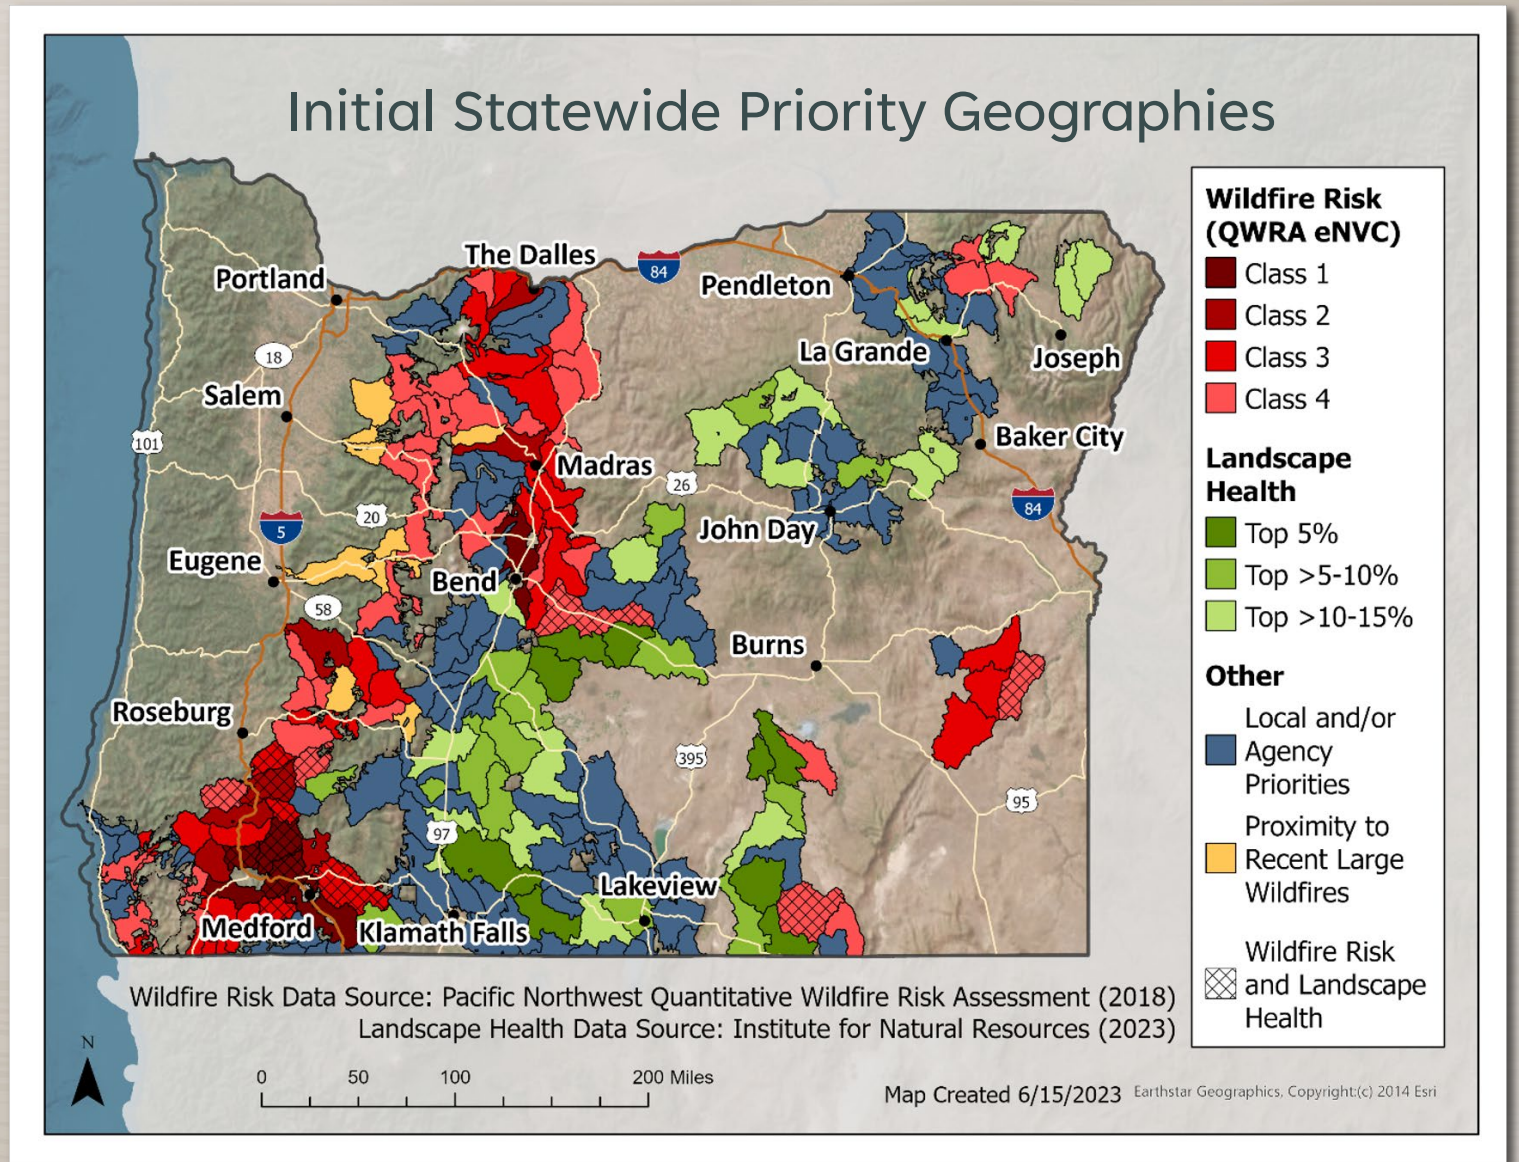 Initial Statewide Priority Geographies
Wildfire Risk
(QWRA eNVC)
Class 1
Class 2
Class 3
Class 4
Landscape
Health
Top 5%
Top >5-10%
Top >10-15%
Other
Local and/or
Agency
Priorities
Proximity to
Recent Large
Wildfires
Wildfire Risk
and Landscape
Health
The Dalles
84
Portland
Pendleton
18
La Grande
Joseph
Salem
101
Baker City
Madras
26
84
20
5
John Day
Eugene
Bend
58
Burns
Roseburg
395
95
97
Lakeview
Medford
Klamath Falls
Wildfire Risk Data Source: Pacific Northwest Quantitative Wildfire Risk Assessment (2018)
Landscape Health Data Source: Institute for Natural Resources (2023)
N
0 50 100 200 Miles
Map Created 6/15/2023
Earthstar Geographics, Copyright:(c) 2014 Esri